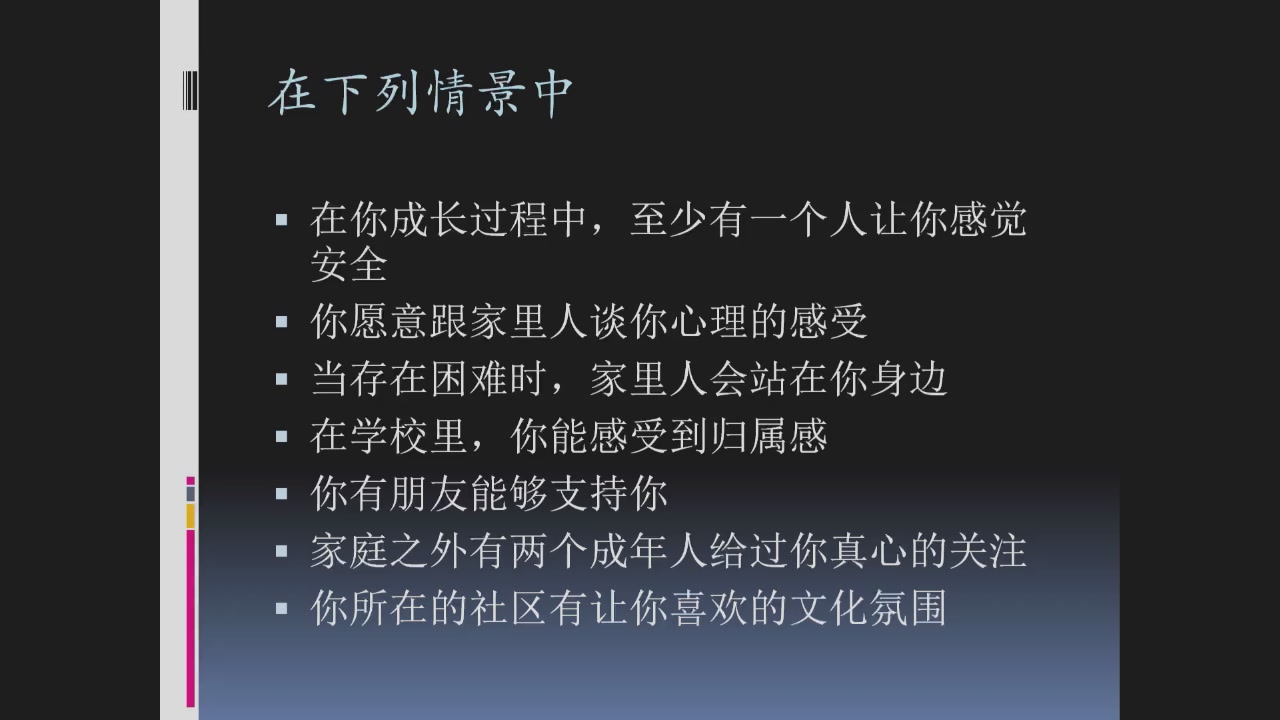 在下列情景中
在你成长过程中，至少有一个人让你感觉
安全
你愿意跟家里人谈你心理的感受
当存在困难时，家里人会站在你身边
在学校里，你能感受到归属感
你有朋友能够支持你
家庭之外有两个成年人给过你真心的关注
你所在的社区有让你喜欢的文化氛围